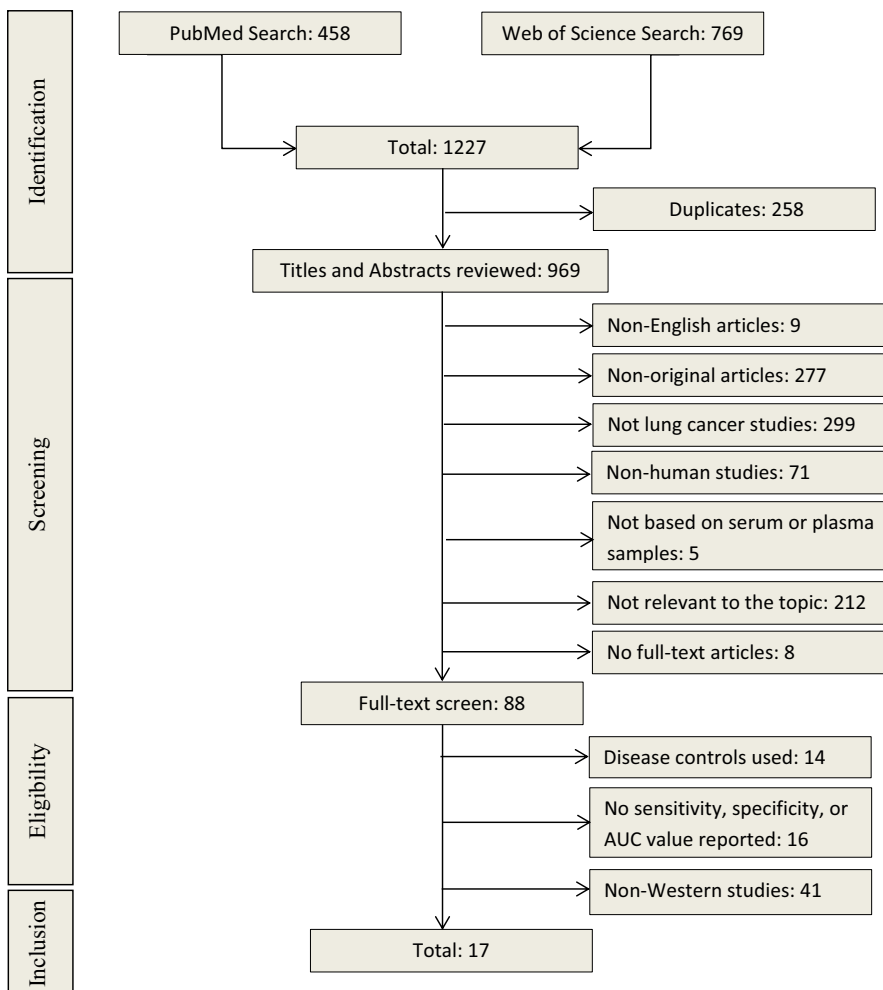 PubMed Search: 458
Web of Science Search: 769
Identification
Total: 1227
Duplicates: 258
Titles and Abstracts reviewed: 969
Screening
Non-English articles: 9
Non-original articles: 277
Not lung cancer studies: 299
Non-human studies: 71
Not based on serum or plasma
samples: 5
Not relevant to the topic: 212
No full-text articles: 8
Full-text screen: 88
Eligibility
Disease controls used: 14
No sensitivity, specificity, or
AUC value reported: 16
Non-Western studies: 41
Inclusion
Total: 17